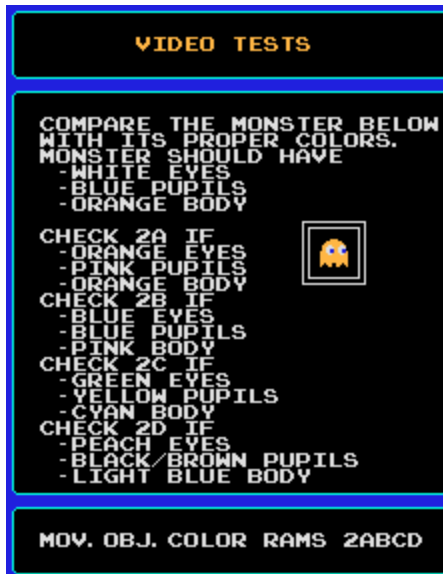 VIDEO TESTS
COMPARE THE MONSTER BELOW
WITH ITS PROPER COLORS.
MONSTER SHOULD HAVE
-WHITE EYES
-BLUE PUPILS
-ORANGE BODY
CHECK 2A IF
-ORANGE EYES
-PINK PUPILS
-ORANGE BODY
CHECK 2B IF
-BLUE EYES
-BLUE PUPILS
-PINK BODY
CHECK 2C IF
-GREEN EYES
-YELLOW PUPILS
-CYAN BODY
CHECK 2D IF
-PEACH EYES
-BLACK/BROWN PUPILS
-LIGHT BLUE BODY
MOV. OBJ. COLOR RAMS 2ABCD